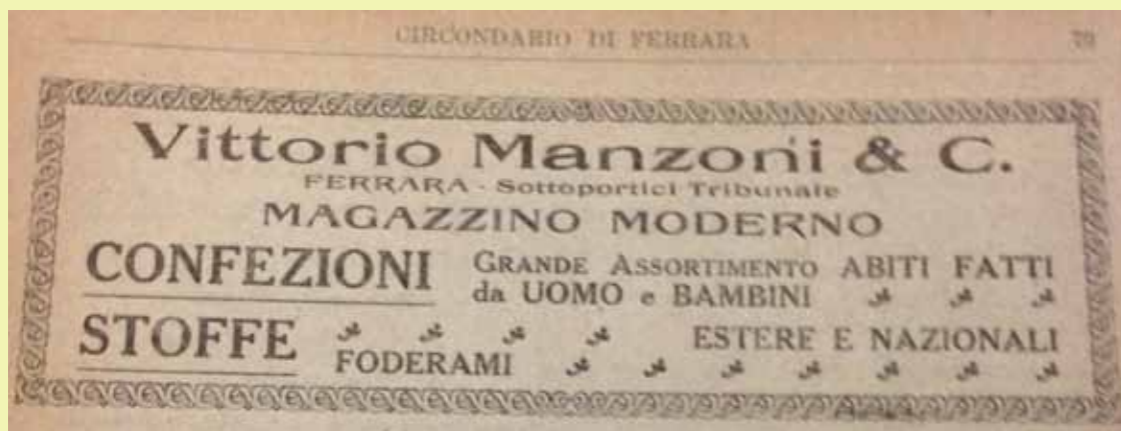 CIRCONDARIO DI FERRARA 79
Vittorio Manzoni & C.
FERRARA - Sottoportici Tribunale
MAGAZZINO MODERNO
CONFEZIONI GRANDE ASSORTIMENTO ABITI FATTI
da UOMO e BAMBINI
STOFFE ESTERE E NAZIONALI
FODERAMI